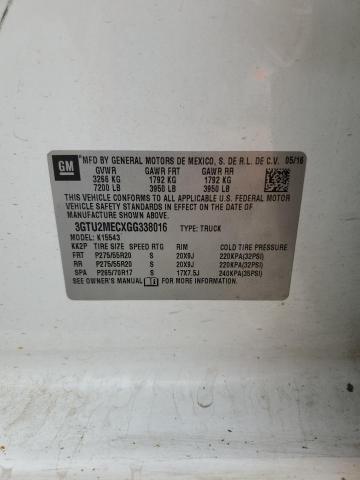 GM MFD BY GENERAL MOTORS DE MEXICO, S. DE R.L. DE C.V. 05/16
GVWR GAWR FRT GAWR RR
3266 KG 1792 KG 1792 KG
7200 LB 3950 LB 3950 LB
THIS VEHICLE CONFORMS TO ALL APPLICABLE U.S. FEDERAL MOTOR
VEHICLE SAFETY STANDARDS IN EFFECT ON THE DATE OF
MANUFACTURE SHOWN ABOVE.
3GTU2MECXGG338016 TYPE: TRUCK
MODEL: K15543
KK2P TIRE SIZE SPEED RTG RIM COLD TIRE PRESSURE
FRT P275/55R20 S 20X9J 220KPA(32PSI)
RR P275/55R20 S 20X9J 220KPA(32PSI)
SPA P265/70R17 S 17X7.5J 240KPA(35PSI)
SEE OWNER'S MANUAL FOR MORE INFORMATION